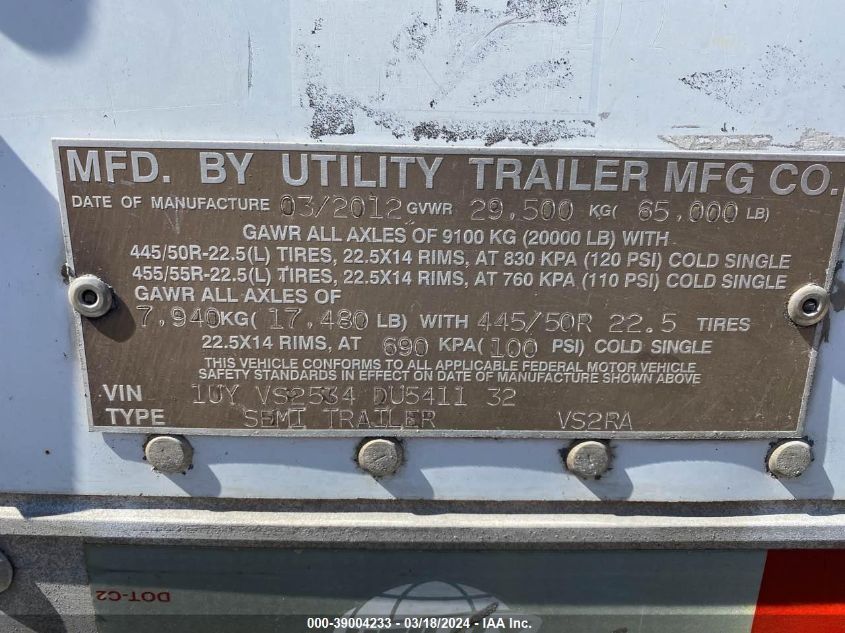 MFD. BY UTILITY TRAILER MFG CO.
DATE OF MANUFACTURE 03/2012 GVWR 29,500 KG( 65,000 LB)
GAWR ALL AXLES OF 9100 KG (20000 LB) WITH
445/50R-22.5(L) TIRES, 22.5X14 RIMS, AT 830 KPA (120 PSI) COLD SINGLE
455/55R-22.5(L) TIRES, 22.5X14 RIMS, AT 760 KPA (110 PSI) COLD SINGLE
GAWR ALL AXLES OF
7,940KG( 17,480 LB) WITH 445/50R 22.5 TIRES
22.5X14 RIMS, AT 690 KPA( 100 PSI) COLD SINGLE
THIS VEHICLE CONFORMS TO ALL APPLICABLE FEDERAL MOTOR VEHICLE
SAFETY STANDARDS IN EFFECT ON DATE OF MANUFACTURE SHOWN ABOVE
VIN 1UY VS2534 DU5411 32
TYPE SEMI TRAILER VS2RA
DOT-C2
000-39004233 - 03/18/2024 - IAA Inc.